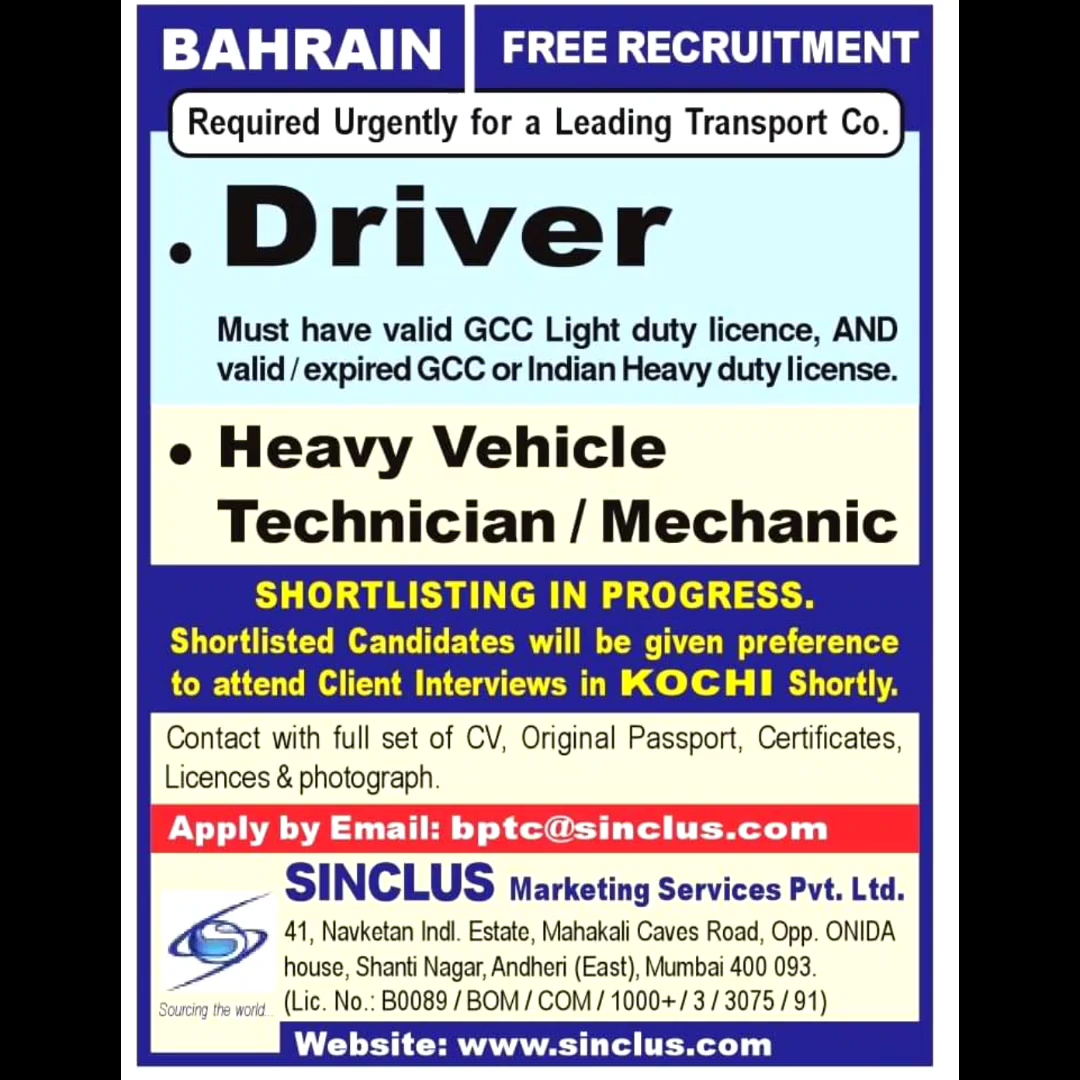 BAHRAIN
FREE RECRUITMENT
Required Urgently for a Leading Transport Co.
• Driver
Must have valid GCC Light duty licence, AND
valid / expired GCC or Indian Heavy duty license.
• Heavy Vehicle
Technician / Mechanic
SHORTLISTING IN PROGRESS.
Shortlisted Candidates will be given preference
to attend Client Interviews in KOCHI Shortly.
Contact with full set of CV, Original Passport, Certificates,
Licences & photograph.
Apply by Email: bptc@sinclus.com
SINCLUS Marketing Services Pvt. Ltd.
41, Navketan Indl. Estate, Mahakali Caves Road, Opp. ONIDA
house, Shanti Nagar, Andheri (East), Mumbai 400 093.
(Lic. No.: B0089 / BOM / COM / 1000+ / 3 / 3075 / 91)
Sourcing the world...
Website: www.sinclus.com